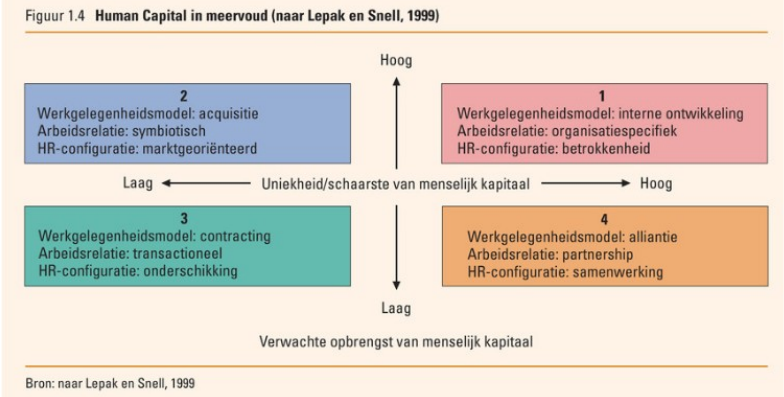 Figuur 1.4 Human Capital in meervoud (naar Lepak en Snell, 1999)
Hoog
2
Werkgelegenheidsmodel: acquisitie
Arbeidsrelatie: symbiotisch
HR-configuratie: marktgeoriënteerd
1
Werkgelegenheidsmodel: interne ontwikkeling
Arbeidsrelatie: organisatiespecifiek
HR-configuratie: betrokkenheid
Laag Uniekheid/schaarste van menselijk kapitaal Hoog
3
Werkgelegenheidsmodel: contracting
Arbeidsrelatie: transactioneel
HR-configuratie: onderschikking
4
Werkgelegenheidsmodel: alliantie
Arbeidsrelatie: partnership
HR-configuratie: samenwerking
Laag
Verwachte opbrengst van menselijk kapitaal
Bron: naar Lepak en Snell, 1999